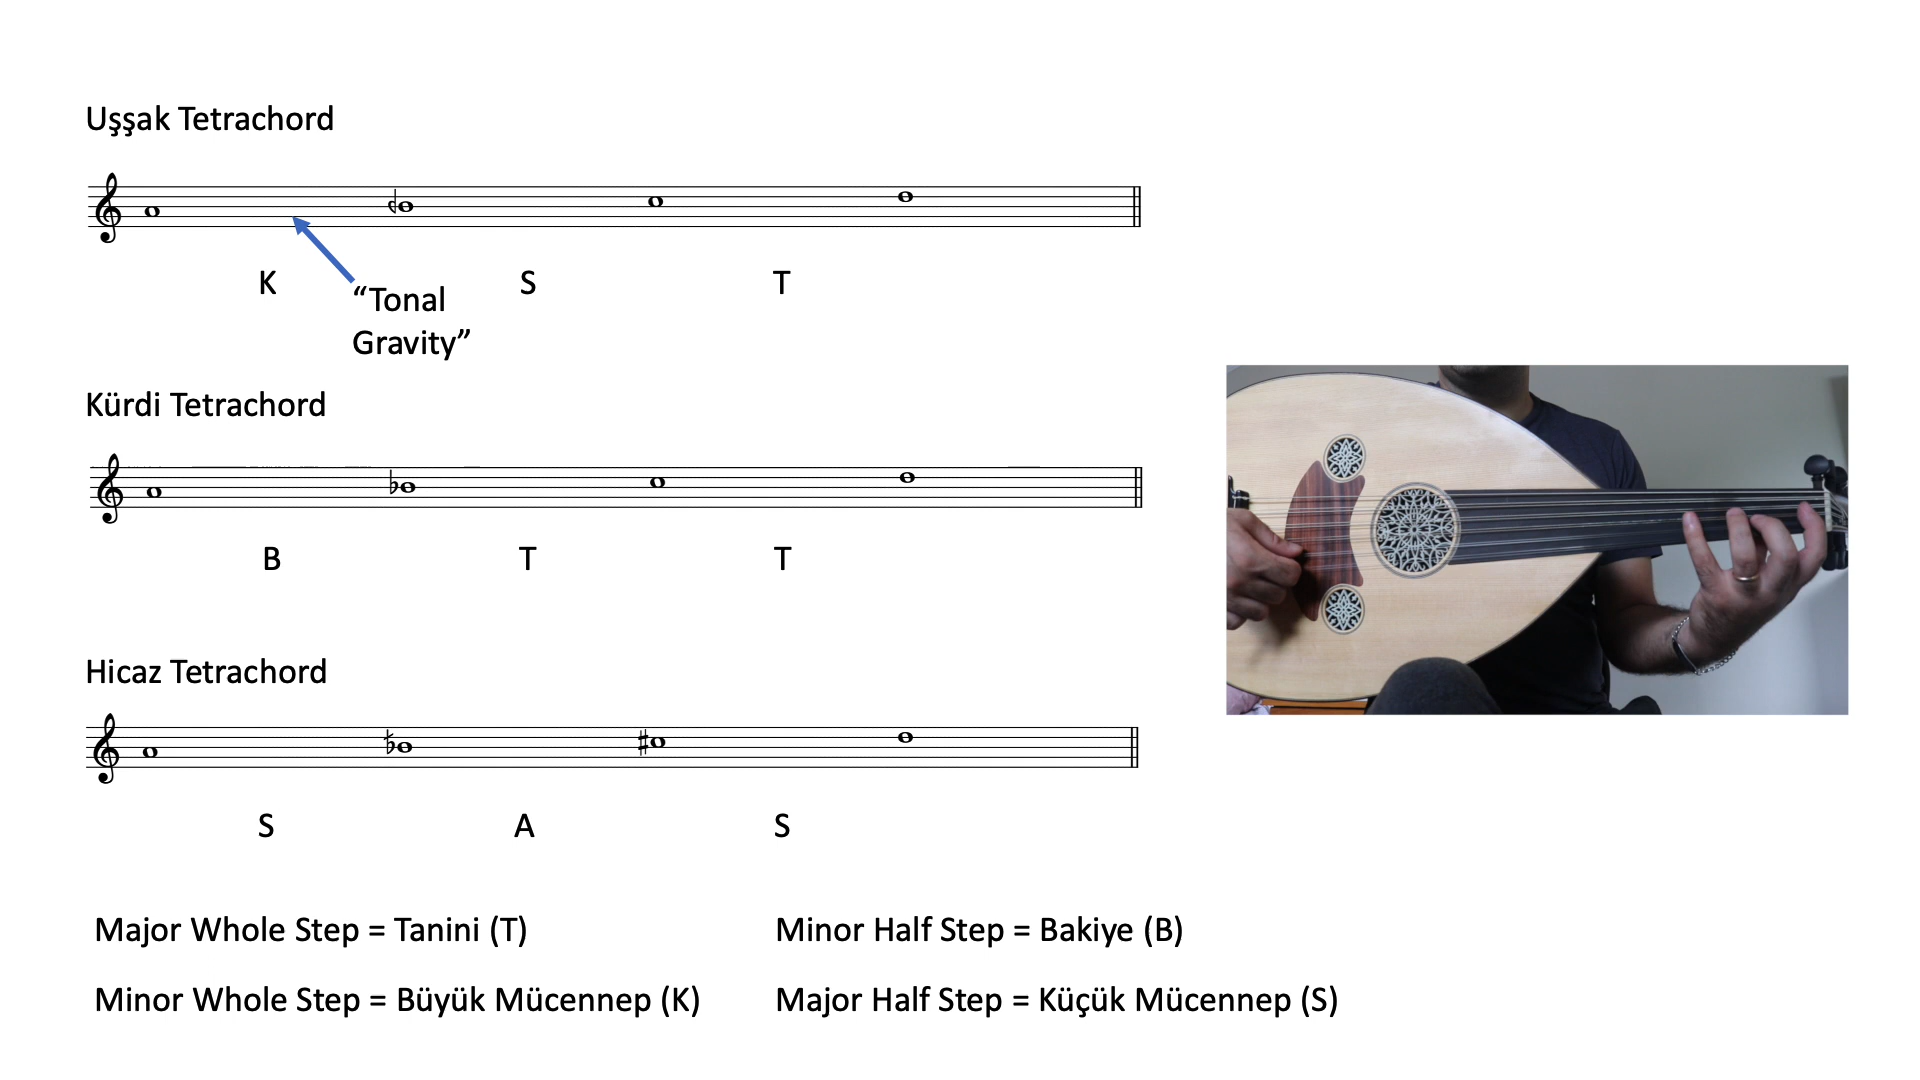 Uşşak Tetrachord
K
S
T
“Tonal
Gravity”
Kürdi Tetrachord
B
T
T
Hicaz Tetrachord
S
A
S
Major Whole Step = Tanini (T)
Minor Half Step = Bakiye (B)
Minor Whole Step = Büyük Mücennep (K)
Major Half Step = Küçük Mücennep (S)